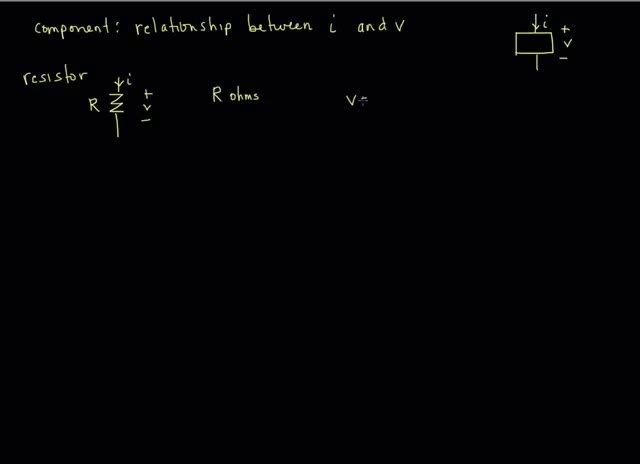 component: relationship between i and v
i
+
v
−
resistor
i
R
+
v
−
R ohms
v=